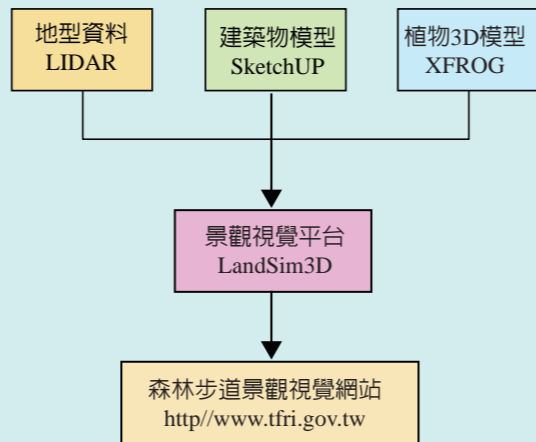 地型資料
LIDAR
建築物模型
SketchUP
植物3D模型
XFROG
景觀視覺平台
LandSim3D
森林步道景觀視覺網站
http//www.tfri.gov.tw